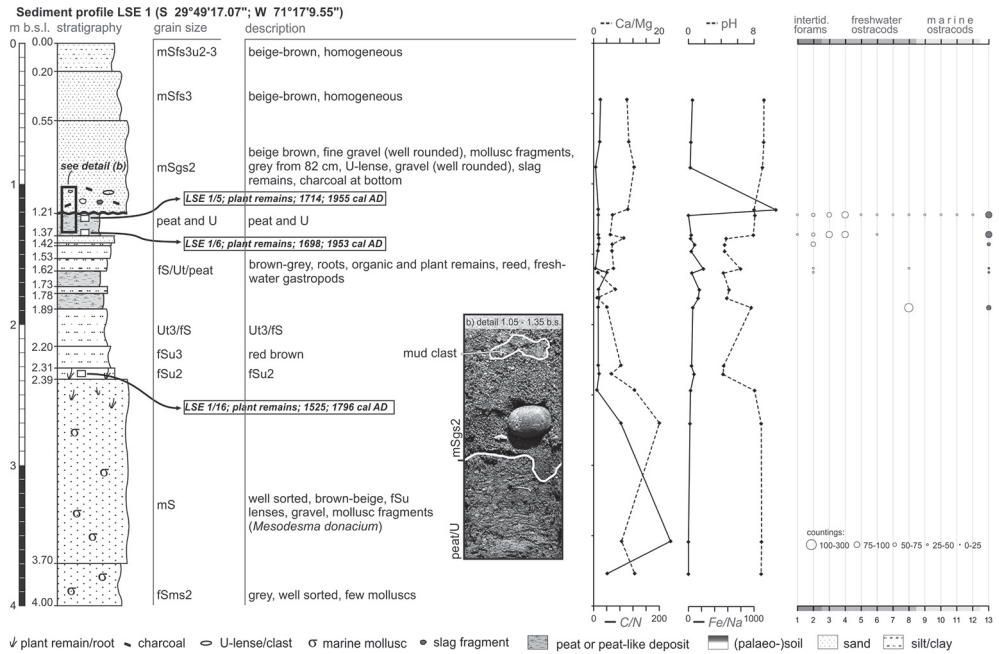 Sediment profile LSE 1 (S 29°49'17.07"; W 71°17'9.55")
m b.s.l. stratigraphy grain size description
Ca/Mg
pH
intertid. forams
freshwater ostracods
marine ostracods
0 20
0 8
0
0.00
mSfs3u2-3 beige-brown, homogeneous
0.20
mSfs3 beige-brown, homogeneous
0.55
see detail (b)
mSgs2
beige brown, fine gravel (well rounded), mollusc fragments,
grey from 82 cm, U-lense, gravel (well rounded), slag
remains, charcoal at bottom
1
LSE 1/5; plant remains; 1714; 1955 cal AD
1.21
peat and U peat and U
1.37
LSE 1/6; plant remains; 1698; 1953 cal AD
1.42
1.53
1.62
fS/Ut/peat
brown-grey, roots, organic and plant remains, reed, fresh-
water gastropods
1.73
1.78
1.89
2
Ut3/fS Ut3/fS
2.20
fSu3 red brown
2.31
fSu2 fSu2
2.39
LSE 1/16; plant remains; 1525; 1796 cal AD
b) detail 1.05 - 1.35 b.s.
mud clast
mSgs2
peat/U
3
mS
well sorted, brown-beige, fSu
lenses, gravel, mollusc fragments
(Mesodesma donacium)
3.70
fSms2 grey, well sorted, few molluscs
4
4.00
countings:
100-300 75-100 50-75 25-50 0-25
0 200
C/N
0 1000
Fe/Na
1 2 3 4 5 6 7 8 9 10 11 12 13
plant remain/root charcoal U-lense/clast σ marine mollusc slag fragment peat or peat-like deposit (palaeo-)soil sand silt/clay